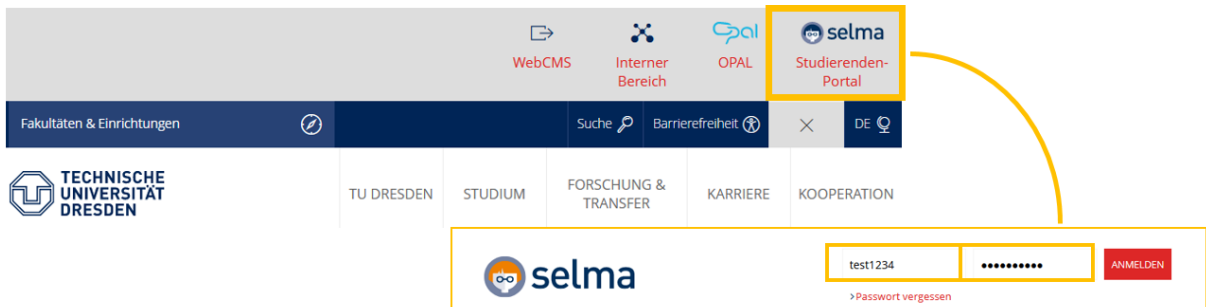 selma
WebCMS
Interner
Bereich
OPAL
Studierenden-
Portal
Fakultäten & Einrichtungen
Suche
Barrierefreiheit
DE
TECHNISCHE
UNIVERSITÄT
DRESDEN
TU DRESDEN
STUDIUM
FORSCHUNG &
TRANSFER
KARRIERE
KOOPERATION
selma
test1234
••••••••••
ANMELDEN
>Passwort vergessen